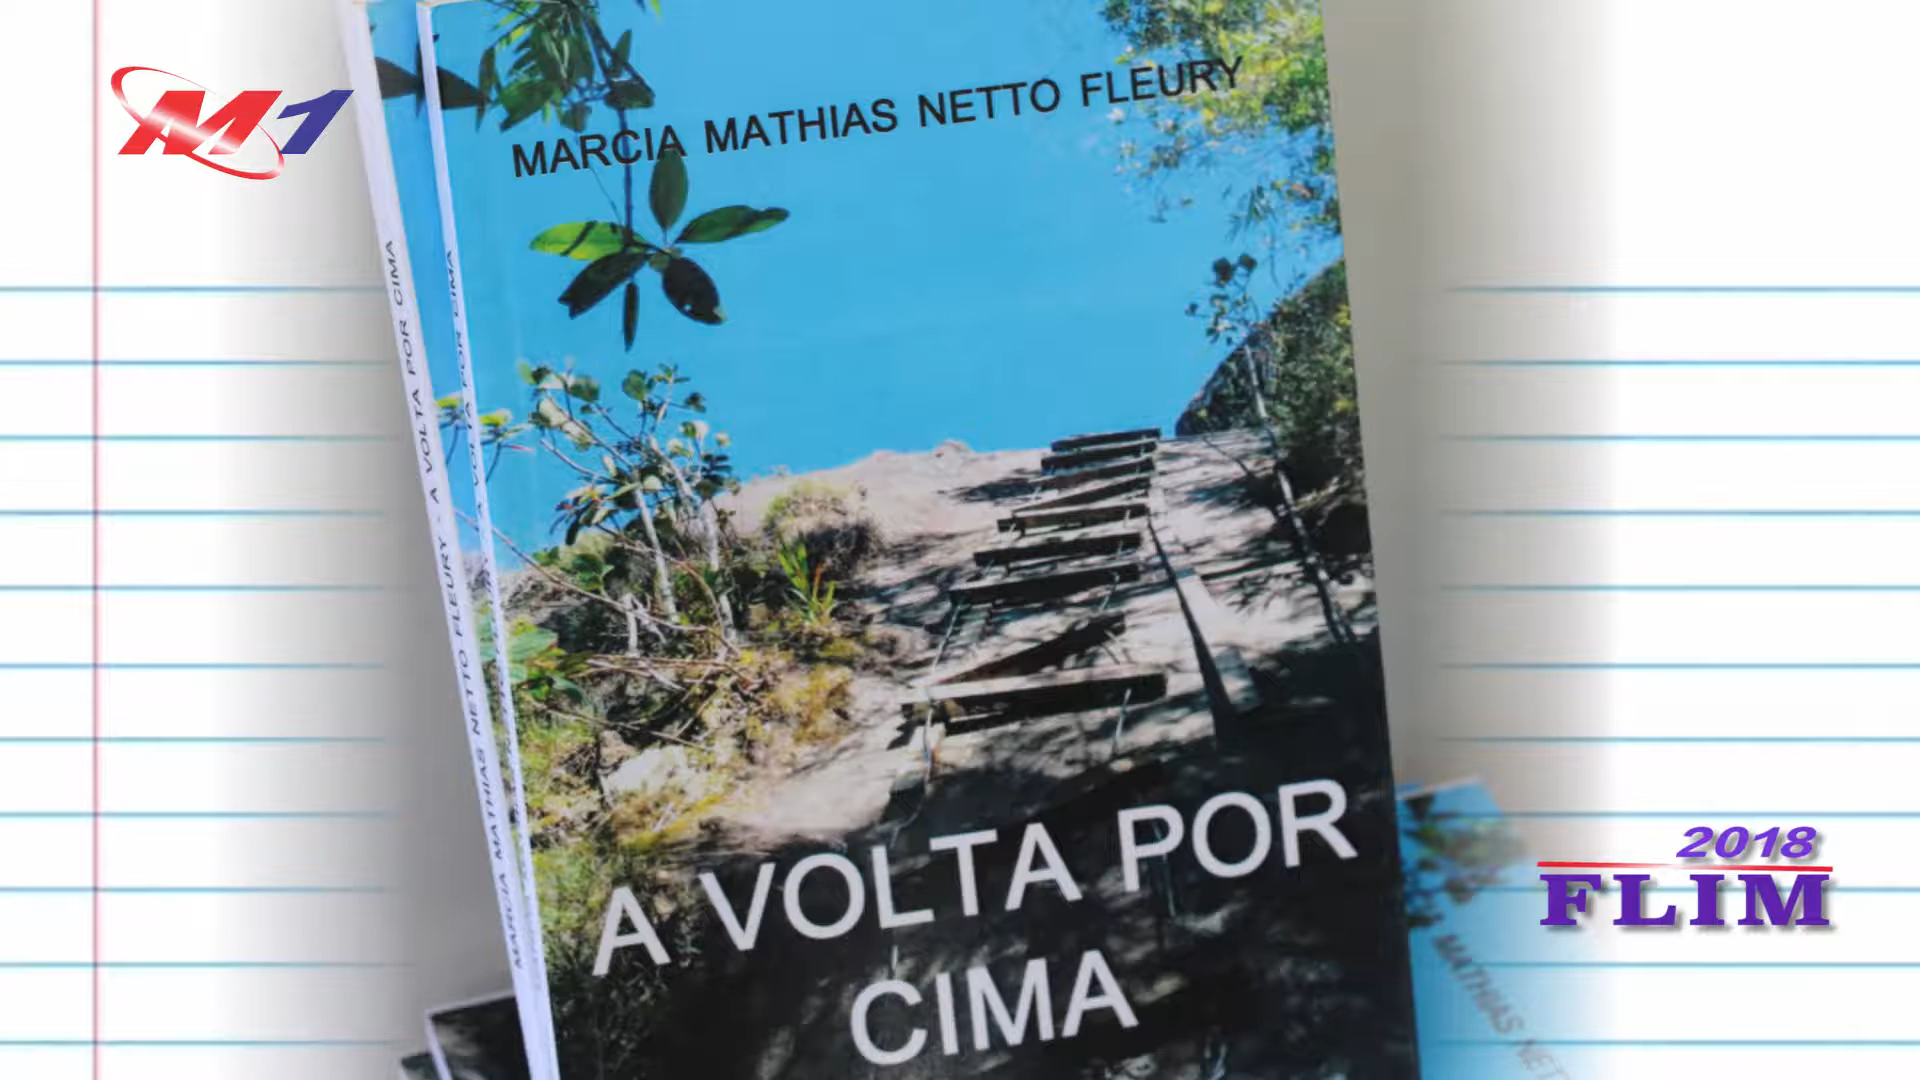 M1
MARCIA MATHIAS NETTO FLEURY
MARCIA MATHIAS NETTO FLEURY - A VOLTA POR CIMA
A VOLTA POR CIMA
A VOLTA POR
CIMA
2018
FLIM
MATHIAS